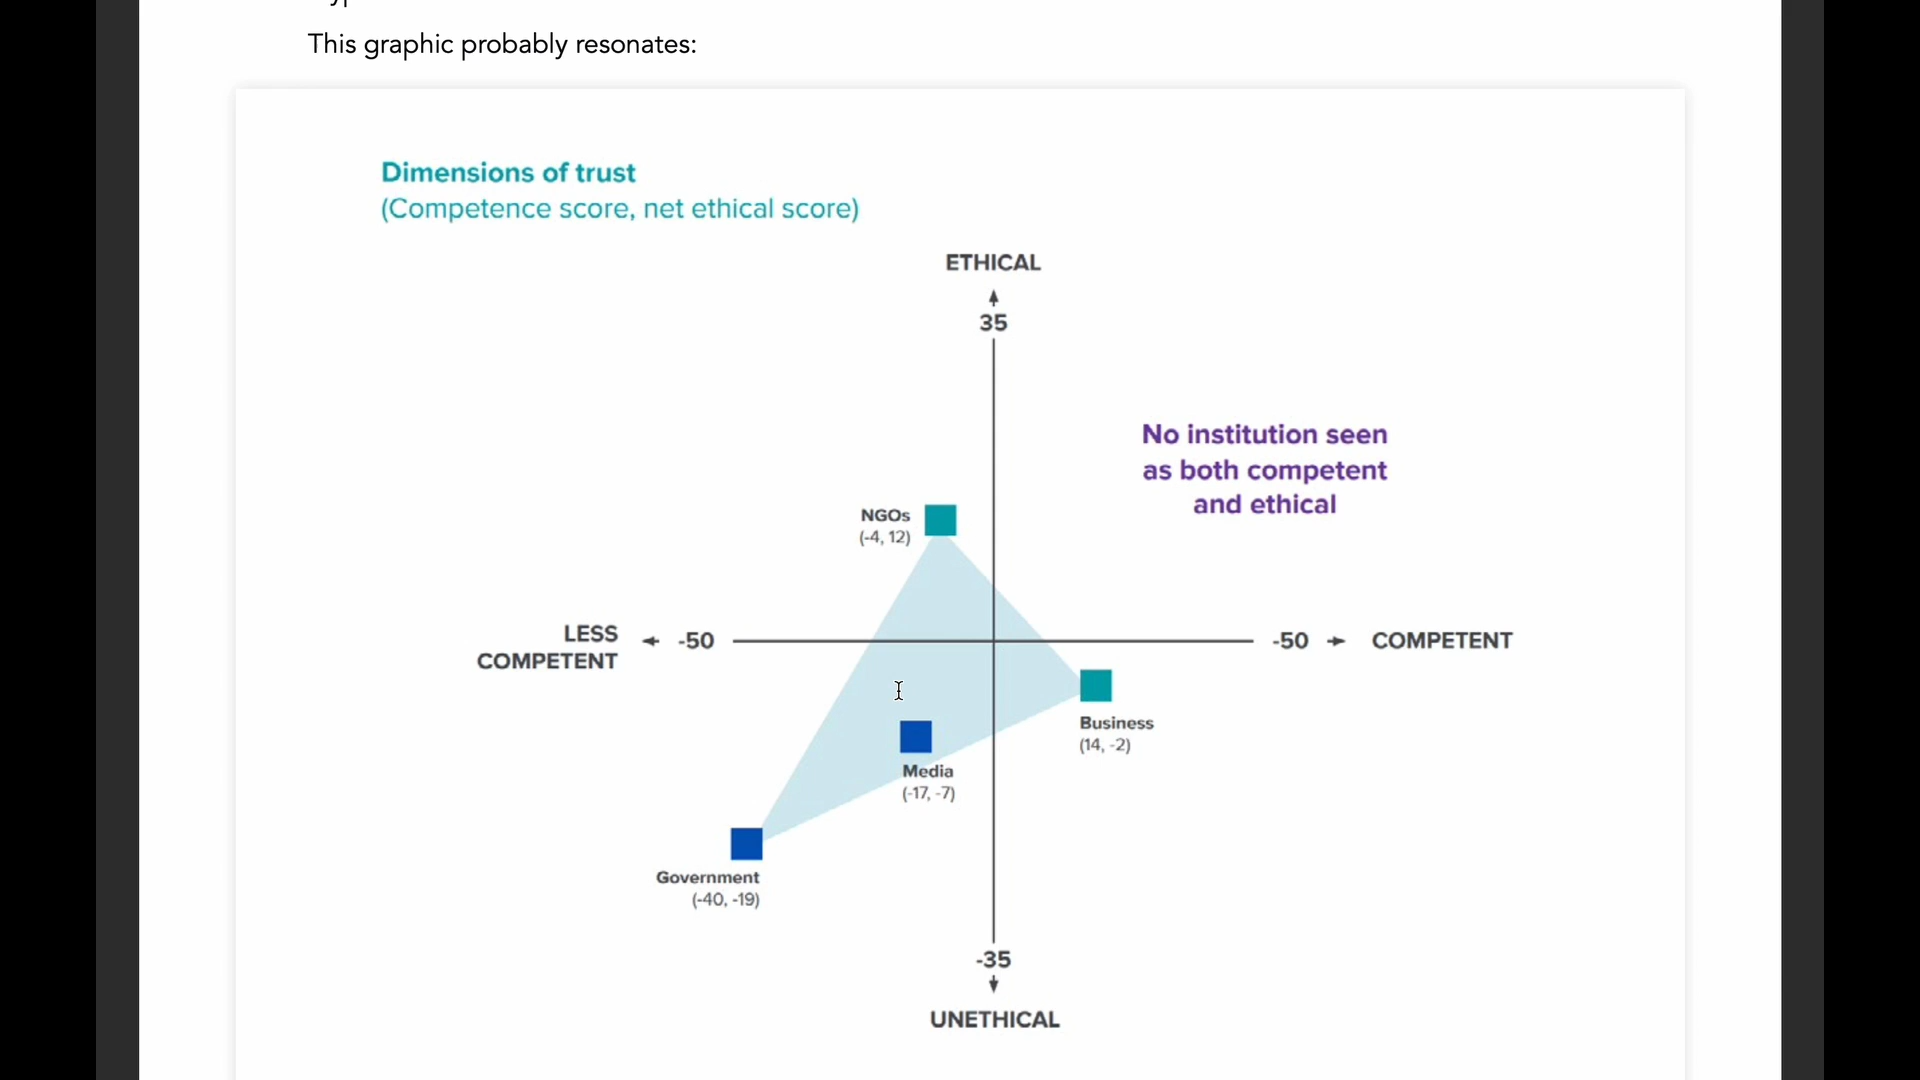 This graphic probably resonates:
Dimensions of trust
(Competence score, net ethical score)
ETHICAL
35
No institution seen
as both competent
and ethical
NGOs
(-4, 12)
LESS
COMPETENT
-50
-50
COMPETENT
Business
(14, -2)
Media
(-17, -7)
Government
(-40, -19)
-35
UNETHICAL